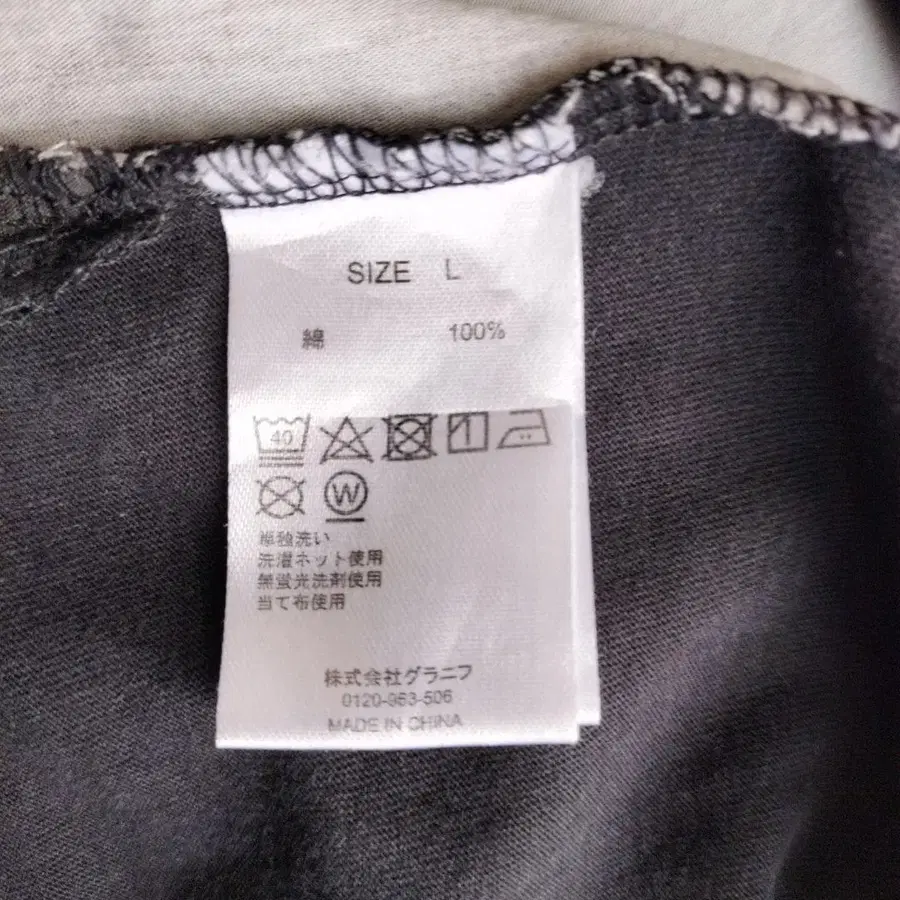 SIZE L
綿 100%
40
W
単独洗い
洗濯ネット使用
無蛍光洗剤使用
当て布使用
株式会社グラニフ
0120-953-506
MADE IN CHINA